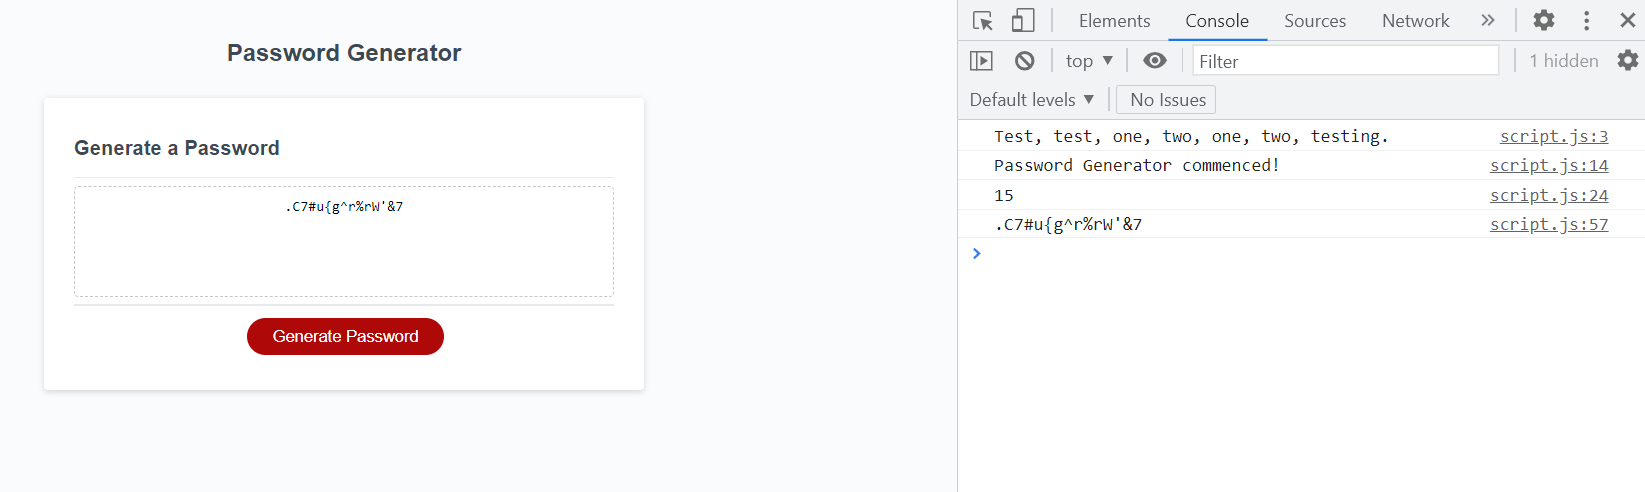 Password Generator
Generate a Password
.C7#u{g^r%rW'&7
Generate Password
Elements Console Sources Network »
top ▼ Filter 1 hidden
Default levels ▼ No Issues
Test, test, one, two, one, two, testing. script.js:3
Password Generator commenced! script.js:14
15 script.js:24
.C7#u{g^r%rW'&7 script.js:57